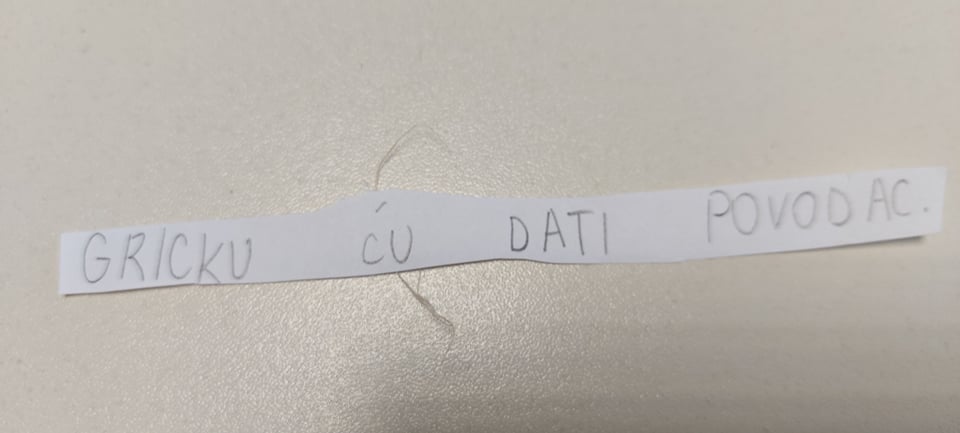 GRICKU ĆU DATI POVODAC.